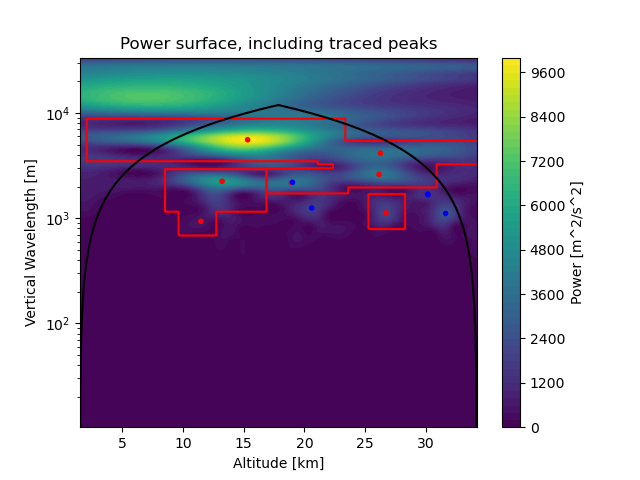 Power surface, including traced peaks
Vertical Wavelength [m]
10^4
10^3
10^2
5 10 15 20 25 30
Altitude [km]
9600
8400
7200
6000
4800
3600
2400
1200
0
Power [m^2/s^2]